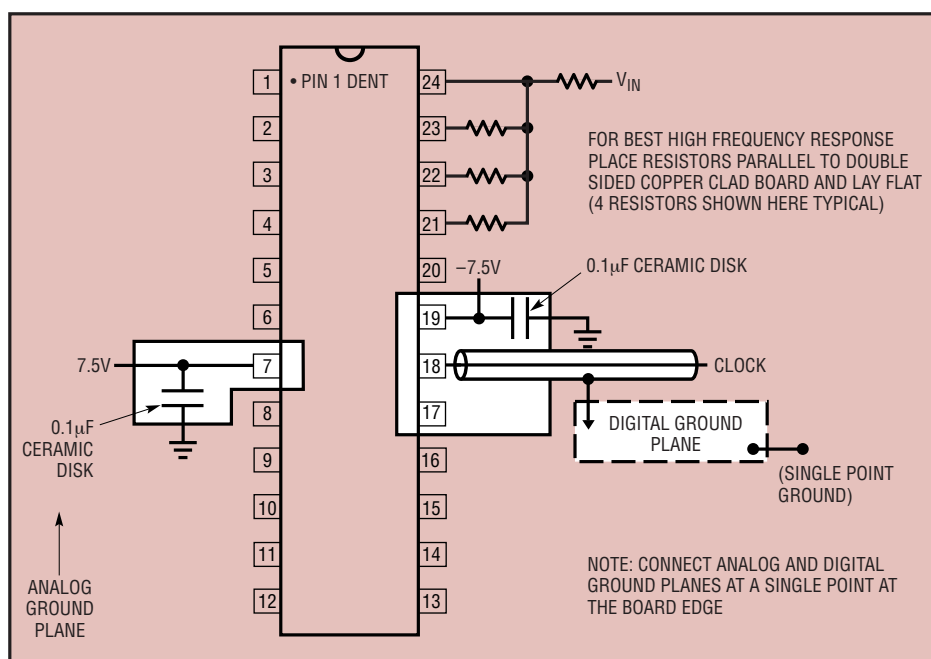 1
2
3
4
5
6
7
8
9
10
11
12
• PIN 1 DENT
24
23
22
21
20
19
18
17
16
15
14
13
VIN
FOR BEST HIGH FREQUENCY RESPONSE
PLACE RESISTORS PARALLEL TO DOUBLE
SIDED COPPER CLAD BOARD AND LAY FLAT
(4 RESISTORS SHOWN HERE TYPICAL)
–7.5V
0.1µF CERAMIC DISK
7.5V
CLOCK
0.1µF
CERAMIC
DISK
DIGITAL GROUND
PLANE
(SINGLE POINT
GROUND)
ANALOG
GROUND
PLANE
NOTE: CONNECT ANALOG AND DIGITAL
GROUND PLANES AT A SINGLE POINT AT
THE BOARD EDGE